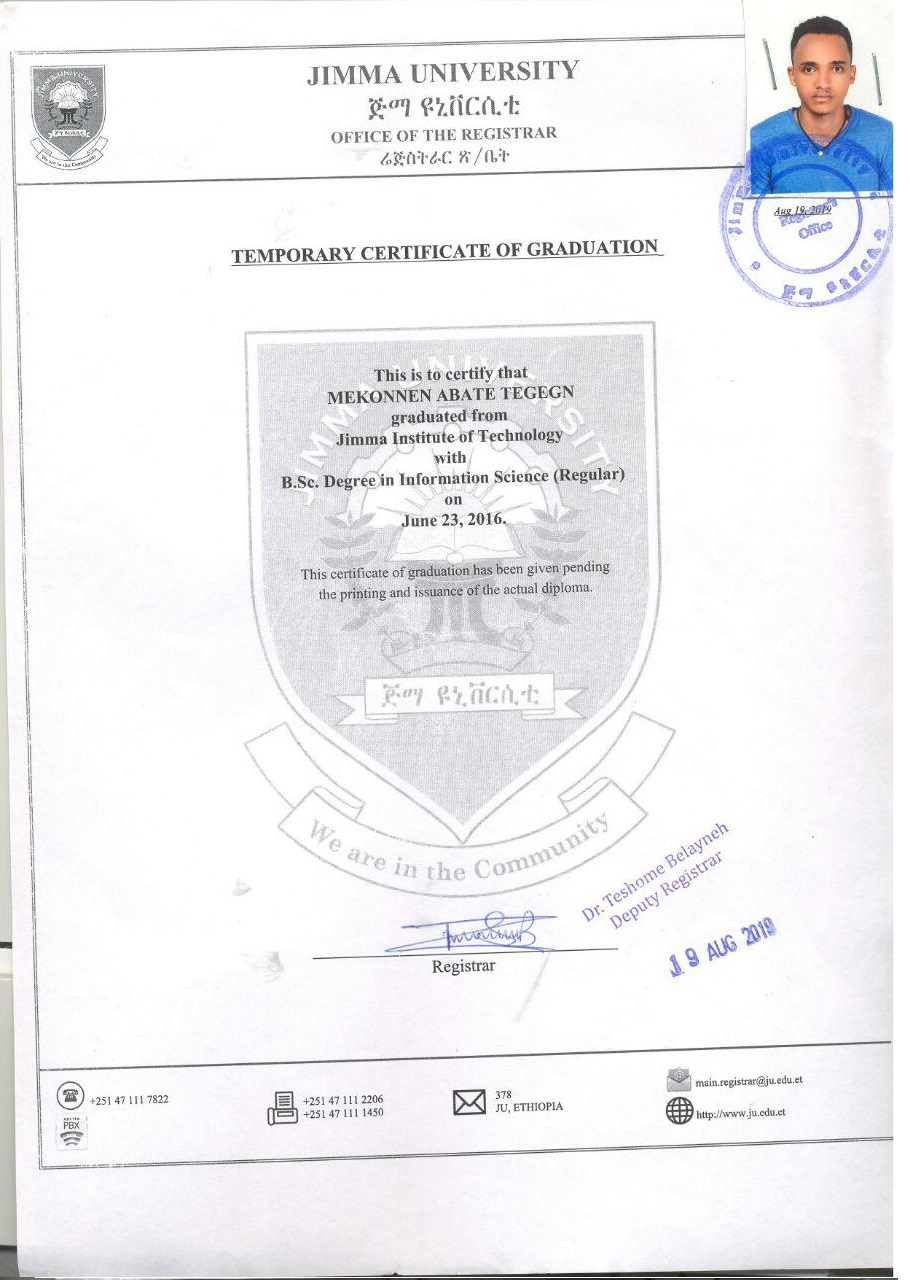 JIMMA UNIVERSITY
ጅማ ዩኒቨርሲቲ
OFFICE OF THE REGISTRAR
ሬጅስትራር ጽ/ቤት
JIMMA UNIVERSITY
ጅማ ዩኒቨርሲቲ
We are in the Community
Aug 19, 2019
Jimma University
Registrar's
Office
ጅማ ዩኒቨርሲቲ
TEMPORARY CERTIFICATE OF GRADUATION
JIMMA UNIVERSITY
This is to certify that
MEKONNEN ABATE TEGEGN
graduated from
Jimma Institute of Technology
with
B.Sc. Degree in Information Science (Regular)
on
June 23, 2016.
This certificate of graduation has been given pending
the printing and issuance of the actual diploma.
ጅማ ዩኒቨርሲቲ
We are in the Community
Dr. Teshome Belayneh
Deputy Registrar
19 AUG 2019
Registrar
+251 47 111 7822
PBX
+251 47 111 2206
+251 47 111 1450
378
JU, ETHIOPIA
main.registrar@ju.edu.et
http://www.ju.edu.et